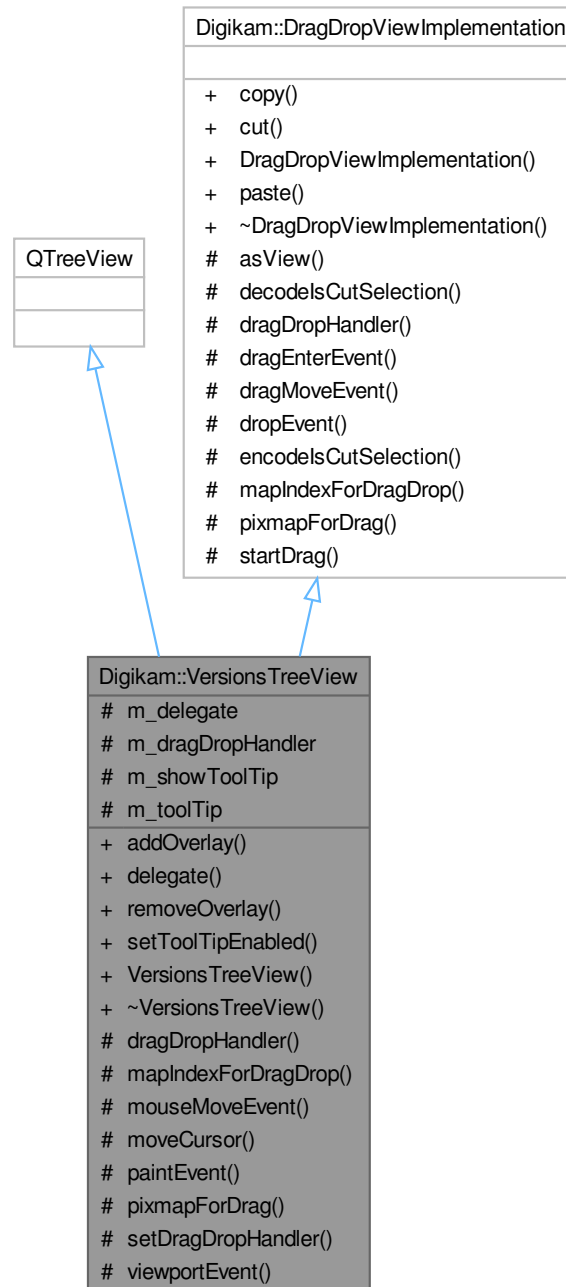 Digikam::DragDropViewImplementation
+ copy()
+ cut()
+ DragDropViewImplementation()
+ paste()
+ ~DragDropViewImplementation()
# asView()
# decodeIsCutSelection()
# dragDropHandler()
# dragEnterEvent()
# dragMoveEvent()
# dropEvent()
# encodeIsCutSelection()
# mapIndexForDragDrop()
# pixmapForDrag()
# startDrag()
QTreeView
Digikam::VersionsTreeView
# m_delegate
# m_dragDropHandler
# m_showToolTip
# m_toolTip
+ addOverlay()
+ delegate()
+ removeOverlay()
+ setToolTipEnabled()
+ VersionsTreeView()
+ ~VersionsTreeView()
# dragDropHandler()
# mapIndexForDragDrop()
# mouseMoveEvent()
# moveCursor()
# paintEvent()
# pixmapForDrag()
# setDragDropHandler()
# viewportEvent()